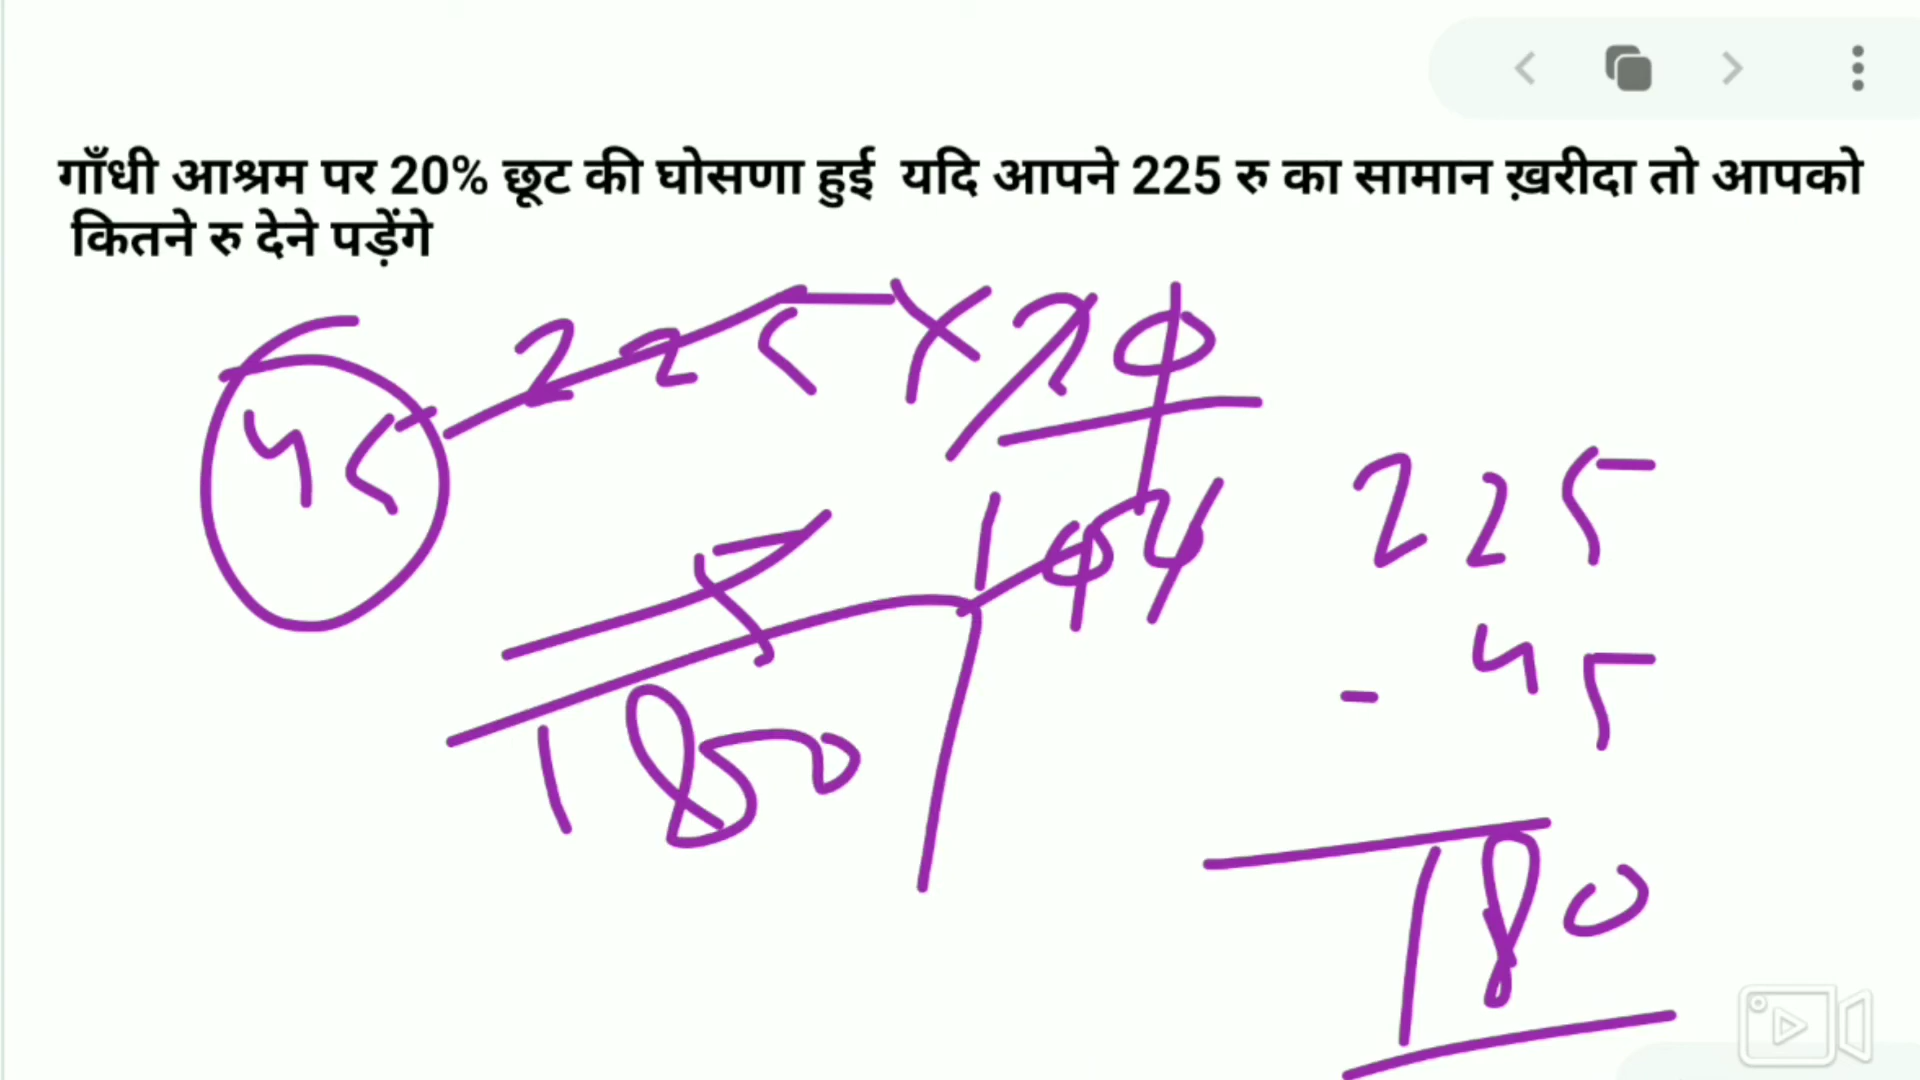 गाँधी आश्रम पर 20% छूट की घोसणा हुई यदि आपने 225 रु का सामान ख़रीदा तो आपको
कितने रु देने पड़ेंगे
45 225 × 20
100
5
180
225
- 45
180